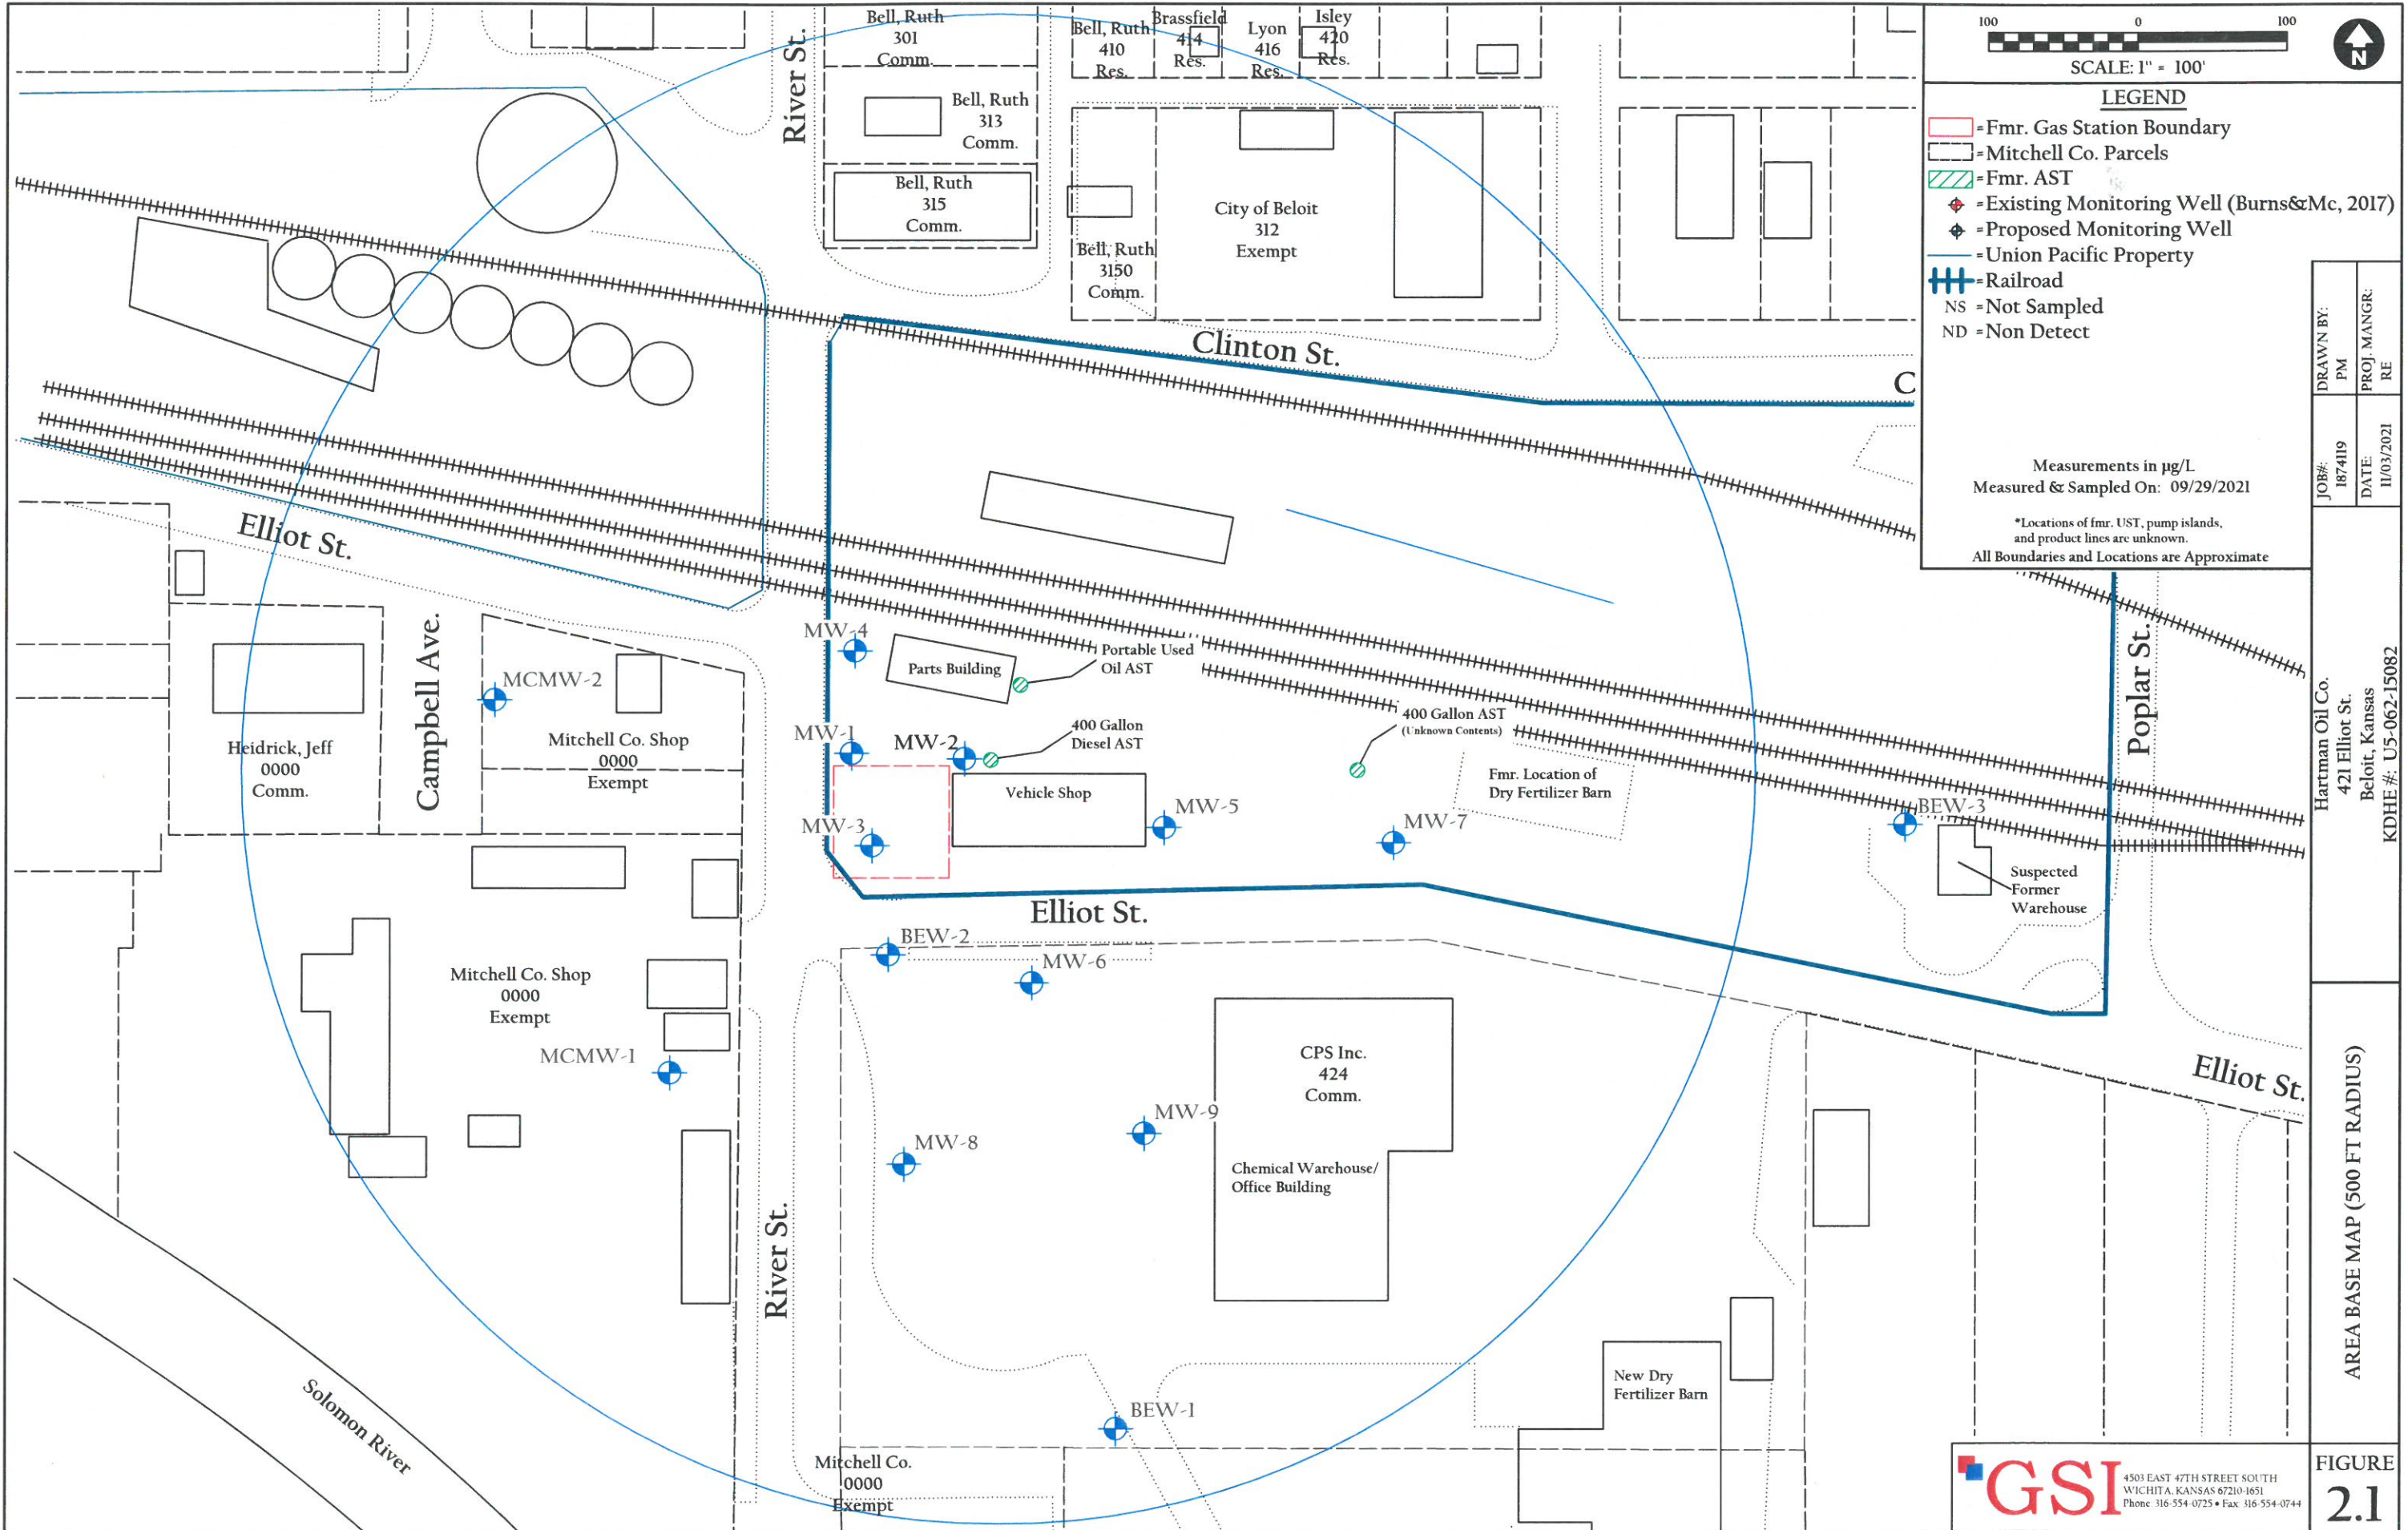 Bell, Ruth
301
Comm.
Bell, Ruth
410
Res.
Brassfield
414
Res.
Lyon
416
Res.
Isley
420
Res.
River St.
Bell, Ruth
313
Comm.
Bell, Ruth
315
Comm.
City of Beloit
312
Exempt
Bell, Ruth
3150
Comm.
Clinton St.
C
Elliot St.
Campbell Ave.
MCMW-2
Heidrick, Jeff
0000
Comm.
Mitchell Co. Shop
0000
Exempt
MW-4
Parts Building
Portable Used
Oil AST
MW-1
MW-2
400 Gallon
Diesel AST
Vehicle Shop
MW-3
MW-5
400 Gallon AST
(Unknown Contents)
MW-7
Fmr. Location of
Dry Fertilizer Barn
BEW-3
Suspected
Former
Warehouse
Poplar St.
Elliot St.
BEW-2
MW-6
Mitchell Co. Shop
0000
Exempt
MCMW-1
CPS Inc.
424
Comm.
Chemical Warehouse/
Office Building
MW-9
MW-8
Elliot St.
River St.
BEW-1
New Dry
Fertilizer Barn
Solomon River
Mitchell Co.
0000
Exempt
100 0 100
SCALE: 1" = 100'
N
LEGEND
=Fmr. Gas Station Boundary
=Mitchell Co. Parcels
=Fmr. AST
=Existing Monitoring Well (Burns&Mc, 2017)
=Proposed Monitoring Well
=Union Pacific Property
=Railroad
NS =Not Sampled
ND =Non Detect
Measurements in µg/L
Measured & Sampled On: 09/29/2021
*Locations of fmr. UST, pump islands,
and product lines are unknown.
All Boundaries and Locations are Approximate
DRAWN BY:
PM
PROJ. MANGR:
RE
JOB#:
1874119
DATE:
11/03/2021
Hartman Oil Co.
421 Elliot St.
Beloit, Kansas
KDHE #: U5-062-15082
AREA BASE MAP (500 FT RADIUS)
GSI
4503 EAST 47TH STREET SOUTH
WICHITA, KANSAS 67210-1651
Phone 316-554-0725 • Fax 316-554-0744
FIGURE
2.1